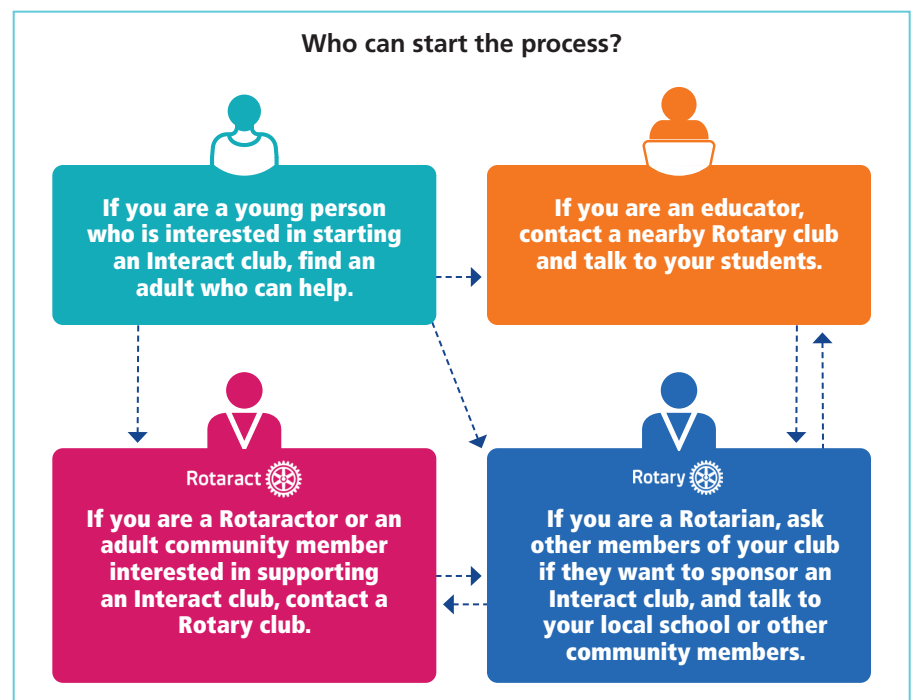 Who can start the process?
If you are a young person
who is interested in starting
an Interact club, find an
adult who can help.
If you are an educator,
contact a nearby Rotary club
and talk to your students.
Rotaract
If you are a Rotaractor or an
adult community member
interested in supporting
an Interact club, contact a
Rotary club.
Rotary
If you are a Rotarian, ask
other members of your club
if they want to sponsor an
Interact club, and talk to
your local school or other
community members.